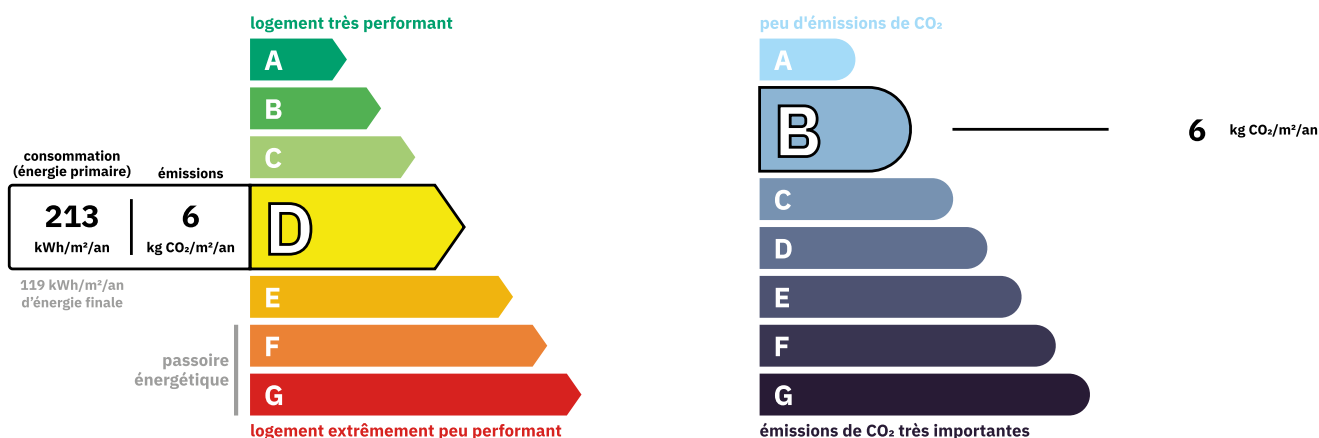 logement très performant
A
B
C
consommation
(énergie primaire)
émissions
213
6
kWh/m²/an
kg CO₂/m²/an
D
119 kWh/m²/an
d'énergie finale
E
passoire
énergétique
F
G
logement extrêmement peu performant
peu d'émissions de CO₂
A
B
6 kg CO₂/m²/an
C
D
E
F
G
émissions de CO₂ très importantes